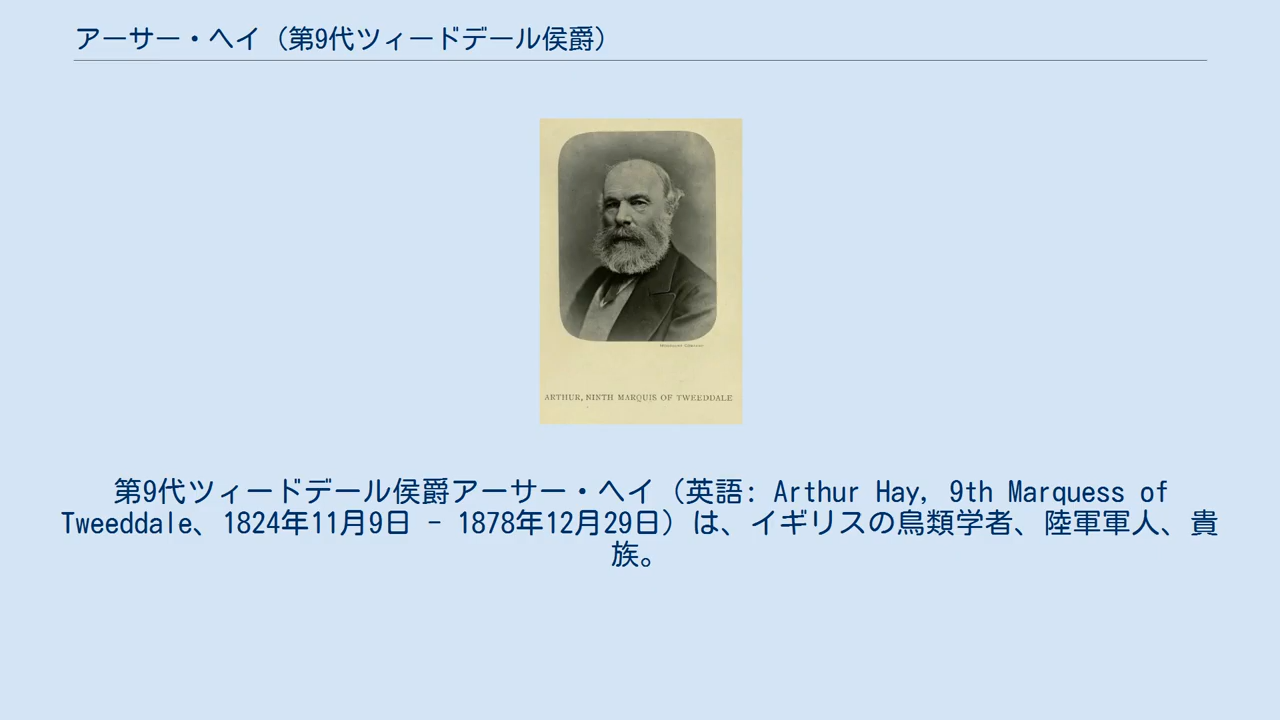 アーサー・ヘイ（第9代ツィードデール侯爵）
ARTHUR, NINTH MARQUIS OF TWEEDDALE
第9代ツィードデール侯爵アーサー・ヘイ（英語: Arthur Hay, 9th Marquess of
Tweeddale、1824年11月9日 - 1878年12月29日）は、イギリスの鳥類学者、陸軍軍人、貴
族。